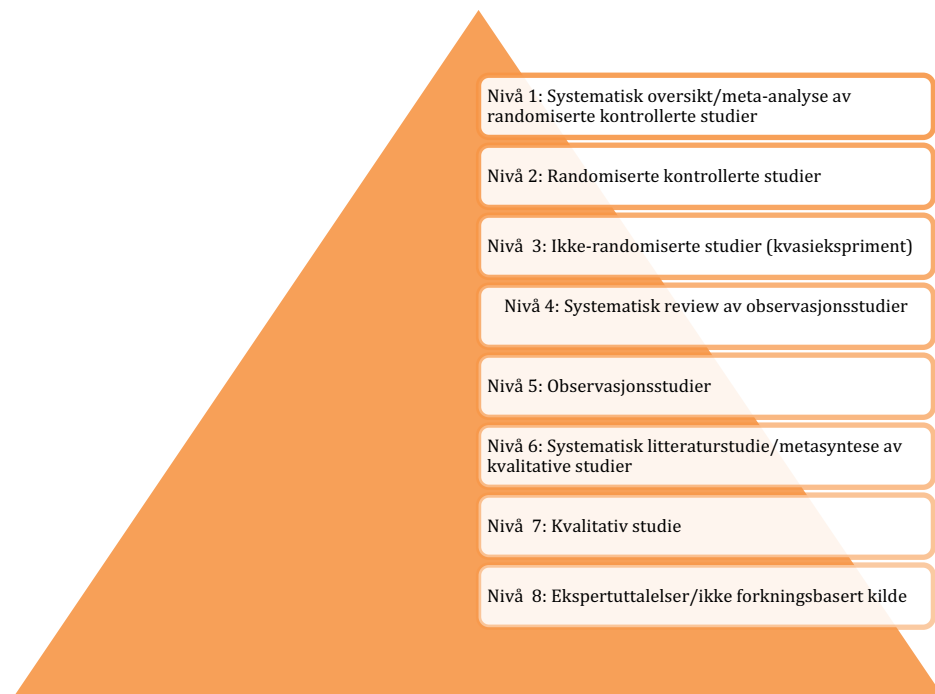 Nivå 1: Systematisk oversikt/meta-analyse av
randomiserte kontrollerte studier
Nivå 2: Randomiserte kontrollerte studier
Nivå 3: Ikke-randomiserte studier (kvasiekspriment)
Nivå 4: Systematisk review av observasjonsstudier
Nivå 5: Observasjonsstudier
Nivå 6: Systematisk litteraturstudie/metasyntese av
kvalitative studier
Nivå 7: Kvalitativ studie
Nivå 8: Ekspertuttalelser/ikke forkningsbasert kilde